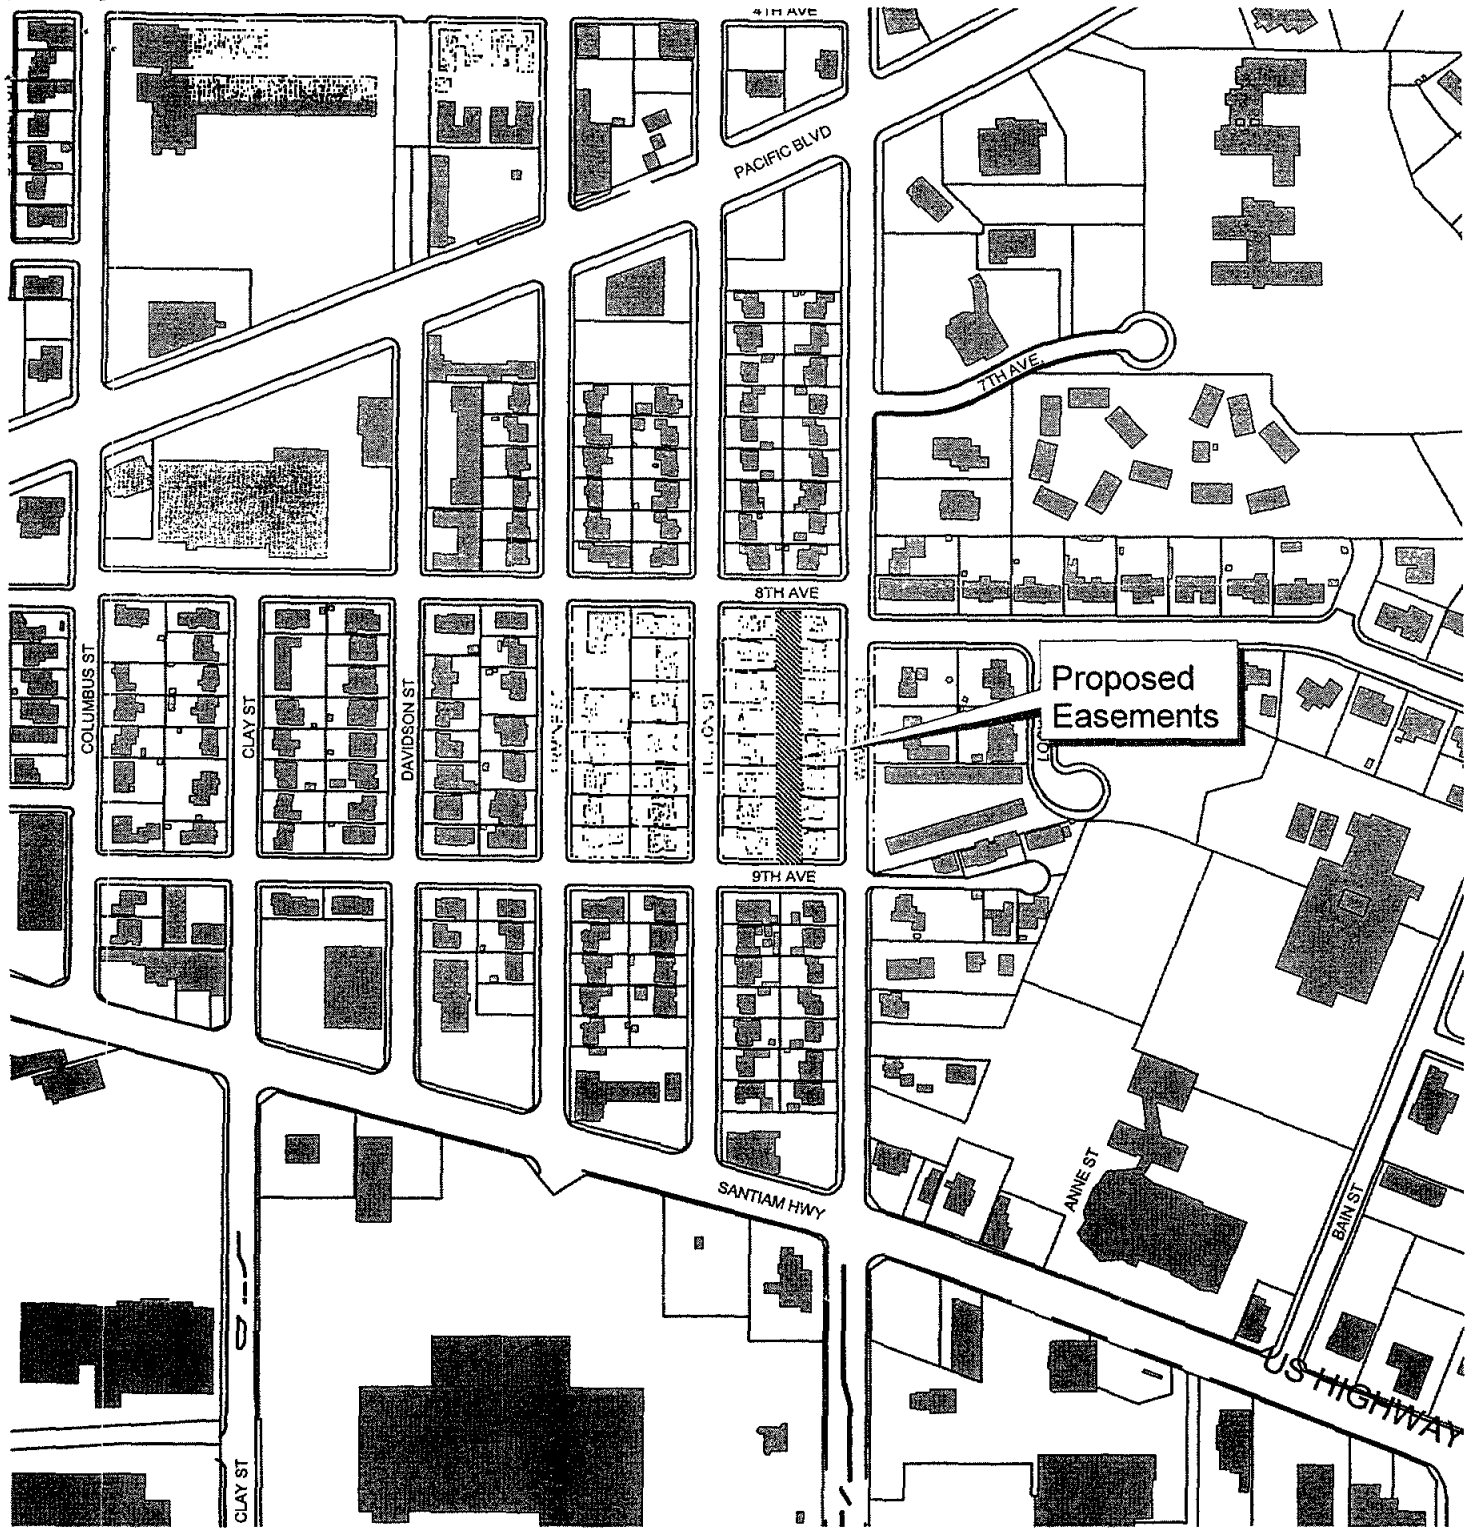 4TH AVE
PACIFIC BLVD
7TH AVE.
8TH AVE
COLUMBUS ST
CLAY ST
DAVIDSON ST
Proposed
Easements
9TH AVE
SANTIAM HWY
ANNE ST
BAIN ST
US HIGHWAY
CLAY ST